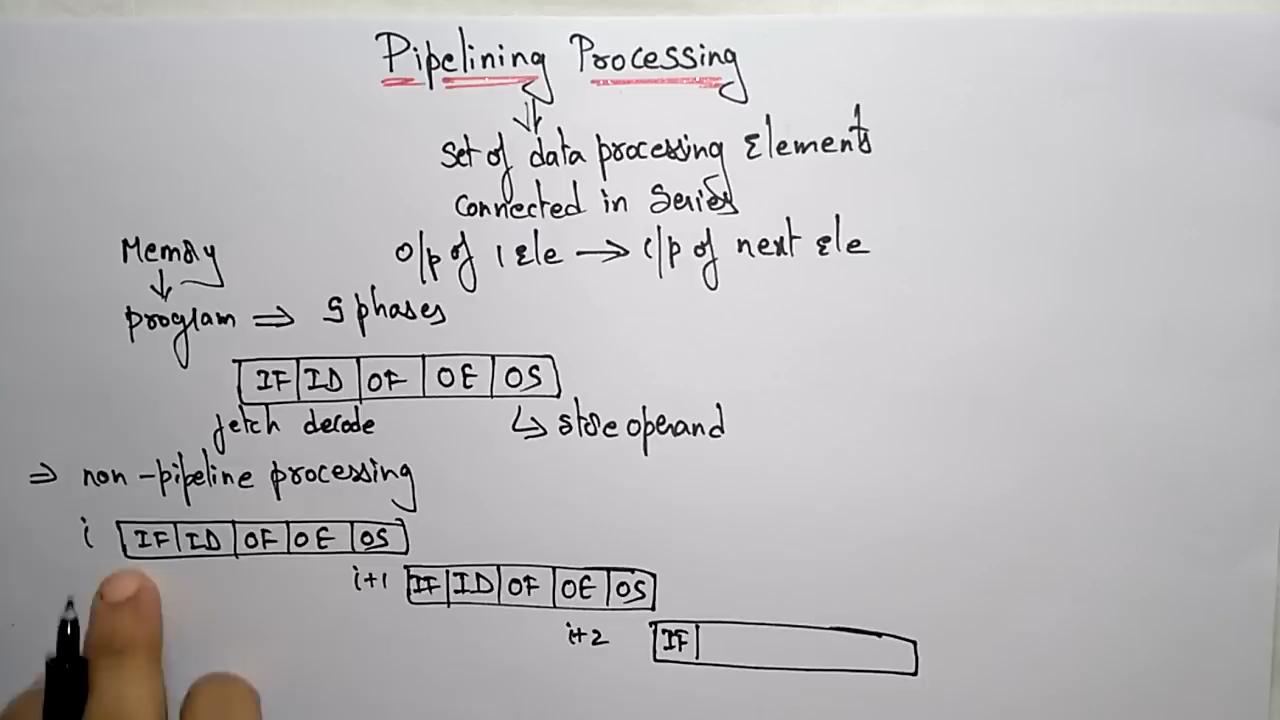 Pipelining Processing
set of data processing Elements
connected in Series
O/p of 1 Ele → i/p of next Ele
Memory
program ⇒ 5 phases
IF ID OF OE OS
fetch decode
↳ store operand
⇒ non-pipeline processing
i IF ID OF OE OS
i+1 IF ID OF OE OS
i+2 IF